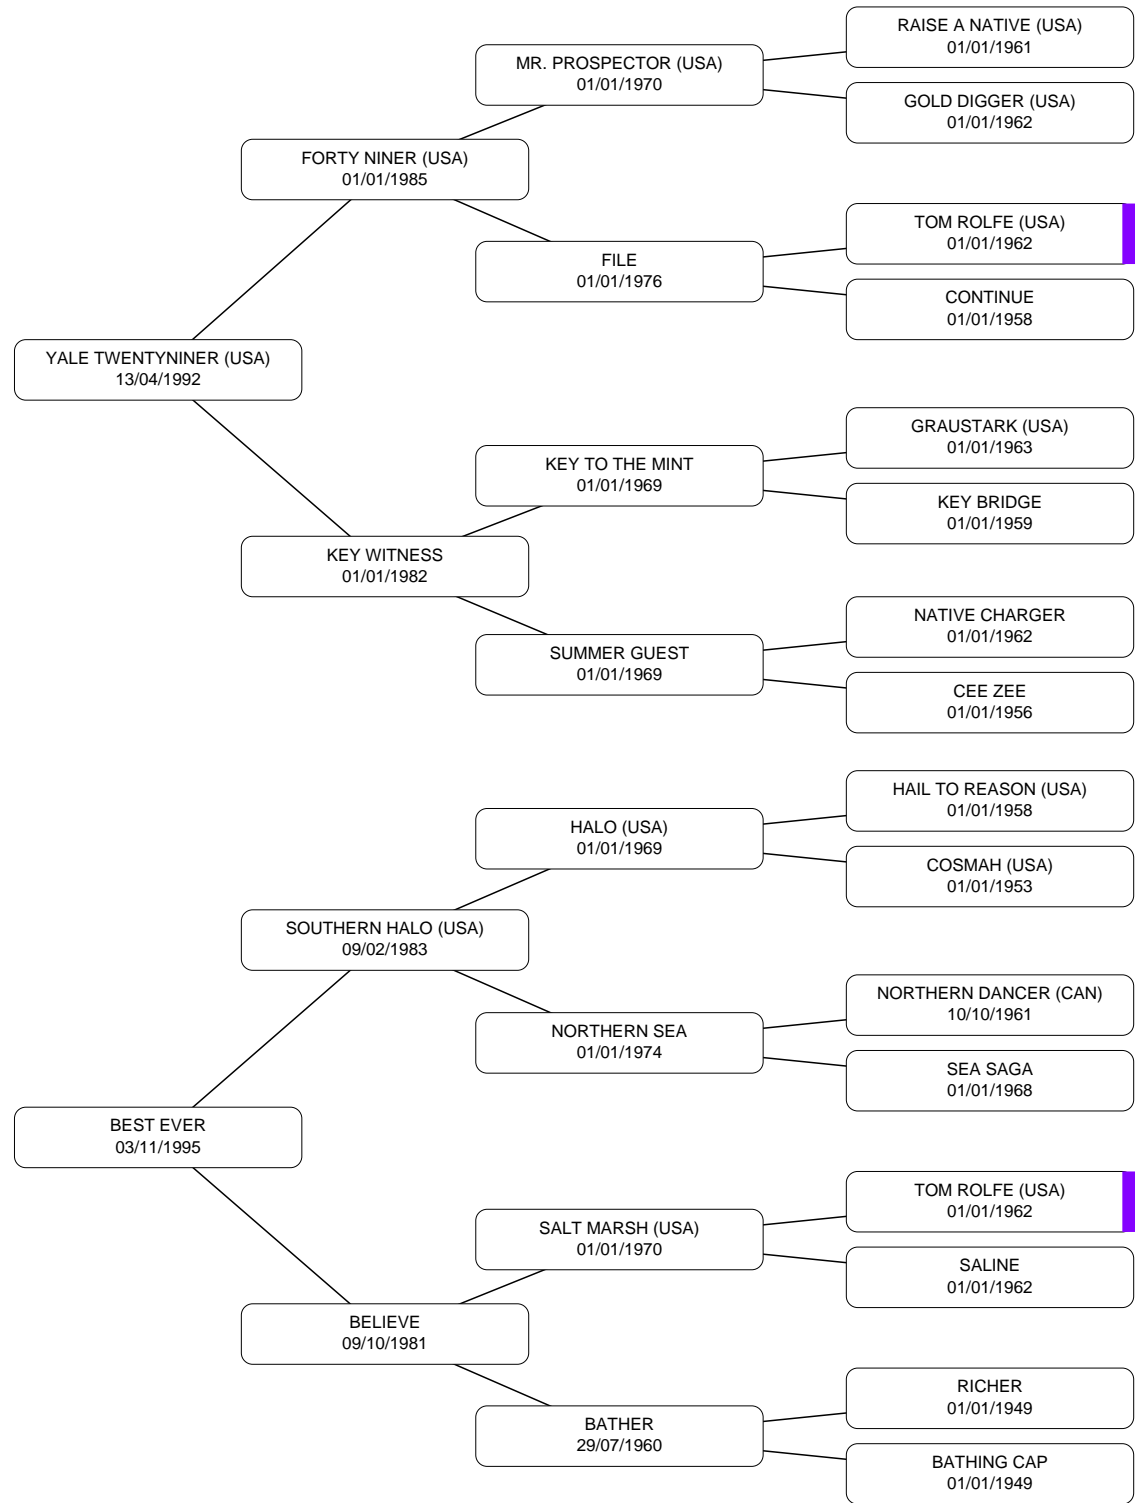 RAISE A NATIVE (USA)
01/01/1961
MR. PROSPECTOR (USA)
01/01/1970
GOLD DIGGER (USA)
01/01/1962
FORTY NINER (USA)
01/01/1985
TOM ROLFE (USA)
01/01/1962
FILE
01/01/1976
CONTINUE
01/01/1958
YALE TWENTYNINER (USA)
13/04/1992
GRAUSTARK (USA)
01/01/1963
KEY TO THE MINT
01/01/1969
KEY BRIDGE
01/01/1959
KEY WITNESS
01/01/1982
NATIVE CHARGER
01/01/1962
SUMMER GUEST
01/01/1969
CEE ZEE
01/01/1956
HAIL TO REASON (USA)
01/01/1958
HALO (USA)
01/01/1969
COSMAH (USA)
01/01/1953
SOUTHERN HALO (USA)
09/02/1983
NORTHERN DANCER (CAN)
10/10/1961
NORTHERN SEA
01/01/1974
SEA SAGA
01/01/1968
BEST EVER
03/11/1995
TOM ROLFE (USA)
01/01/1962
SALT MARSH (USA)
01/01/1970
SALINE
01/01/1962
BELIEVE
09/10/1981
RICHER
01/01/1949
BATHER
29/07/1960
BATHING CAP
01/01/1949